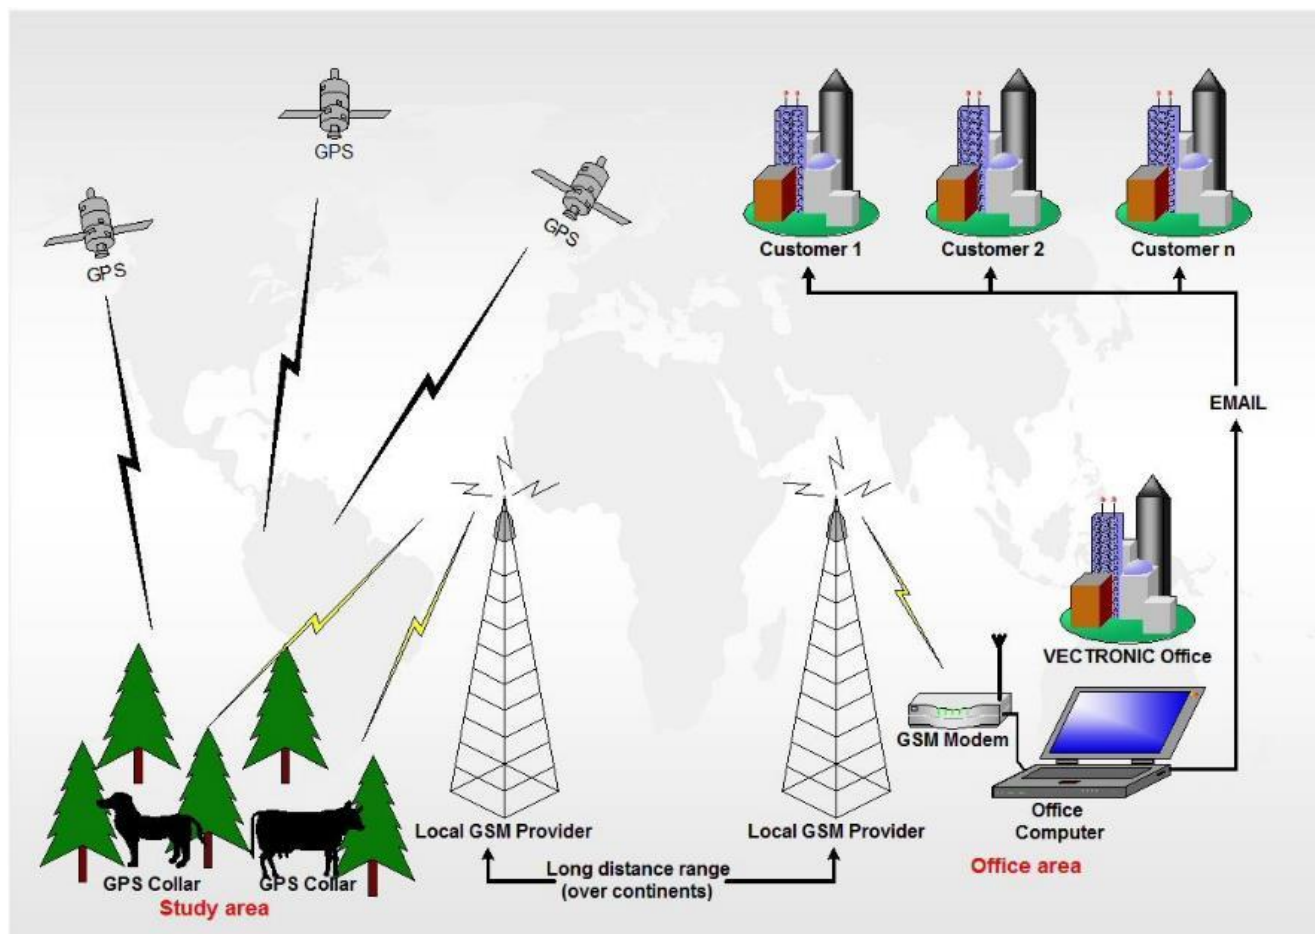 GPS
GPS
GPS
Customer 1
Customer 2
Customer n
EMAIL
VECTRONIC Office
GSM Modem
Office
Computer
Office area
Local GSM Provider
Local GSM Provider
Long distance range
(over continents)
GPS Collar
GPS Collar
Study area